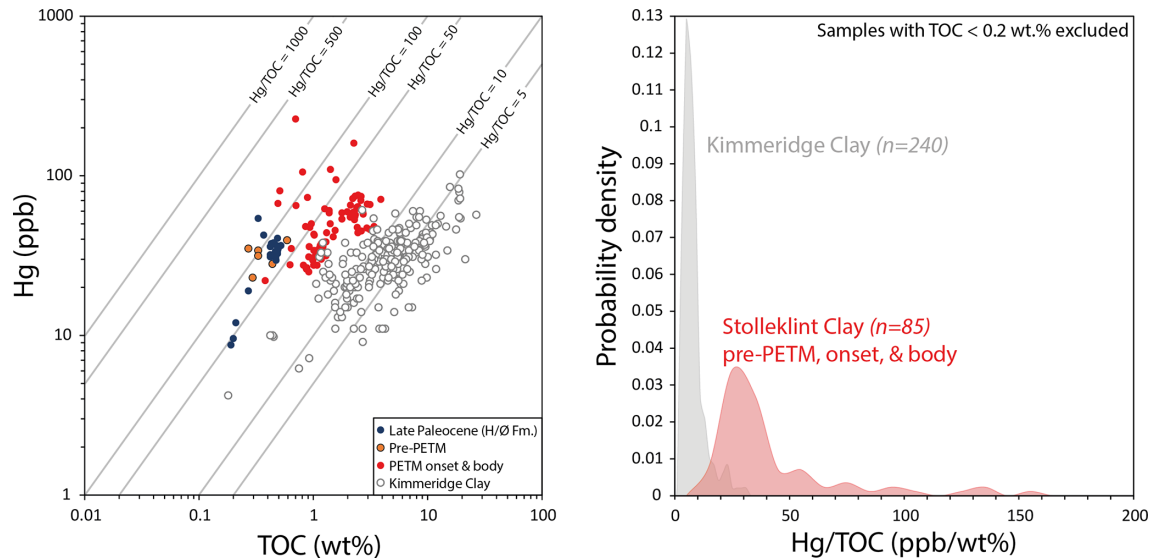 1000
100
10
1
Hg (ppb)
0.01
0.1
1
10
100
TOC (wt%)
Hg/TOC = 1000
Hg/TOC = 500
Hg/TOC = 100
Hg/TOC = 50
Hg/TOC = 10
Hg/TOC = 5
Late Paleocene (H/Ø Fm.)
Pre-PETM
PETM onset & body
Kimmeridge Clay
0.13
0.12
0.11
0.1
0.09
0.08
0.07
0.06
0.05
0.04
0.03
0.02
0.01
0
Probability density
Samples with TOC < 0.2 wt.% excluded
Kimmeridge Clay (n=240)
Stolleklint Clay (n=85)
pre-PETM, onset, & body
0
50
100
150
200
Hg/TOC (ppb/wt%)